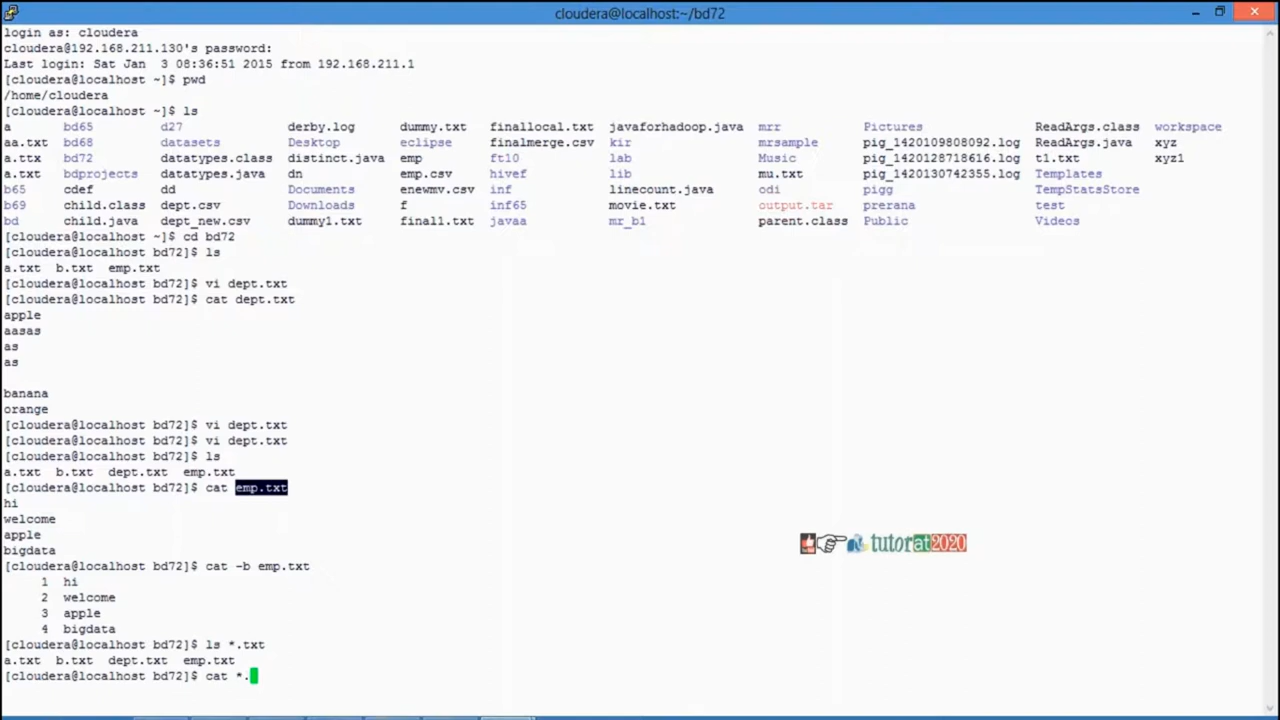 cloudera@localhost:~/bd72
login as: cloudera
cloudera@192.168.211.130's password:
Last login: Sat Jan  3 08:36:51 2015 from 192.168.211.1
[cloudera@localhost ~]$ pwd
/home/cloudera
[cloudera@localhost ~]$ ls
a bd65 d27 derby.log dummy.txt finallocal.txt javaforhadoop.java mrr Pictures ReadArgs.class workspace
aa.txt bd68 datasets Desktop eclipse finalmerge.csv kir mrsample pig_1420109808092.log ReadArgs.java xyz
a.ttx bd72 datatypes.class distinct.java emp ft10 lab Music pig_1420128718616.log t1.txt xyz1
a.txt bdprojects datatypes.java dn emp.csv hivef lib mu.txt pig_1420130742355.log Templates
b65 cdef dd Documents enewmv.csv inf linecount.java odi pigg TempStatsStore
b69 child.class dept.csv Downloads f inf65 movie.txt output.tar prerana test
bd child.java dept_new.csv dummy1.txt final1.txt javaa mr_b1 parent.class Public Videos
[cloudera@localhost ~]$ cd bd72
[cloudera@localhost bd72]$ ls
a.txt b.txt emp.txt
[cloudera@localhost bd72]$ vi dept.txt
[cloudera@localhost bd72]$ cat dept.txt
apple
aasas
as
as
banana
orange
[cloudera@localhost bd72]$ vi dept.txt
[cloudera@localhost bd72]$ vi dept.txt
[cloudera@localhost bd72]$ ls
a.txt b.txt dept.txt emp.txt
[cloudera@localhost bd72]$ cat emp.txt
hi
welcome
apple
bigdata
[cloudera@localhost bd72]$ cat -b emp.txt
1 hi
2 welcome
3 apple
4 bigdata
[cloudera@localhost bd72]$ ls *.txt
a.txt b.txt dept.txt emp.txt
[cloudera@localhost bd72]$ cat *.
tutorat2020